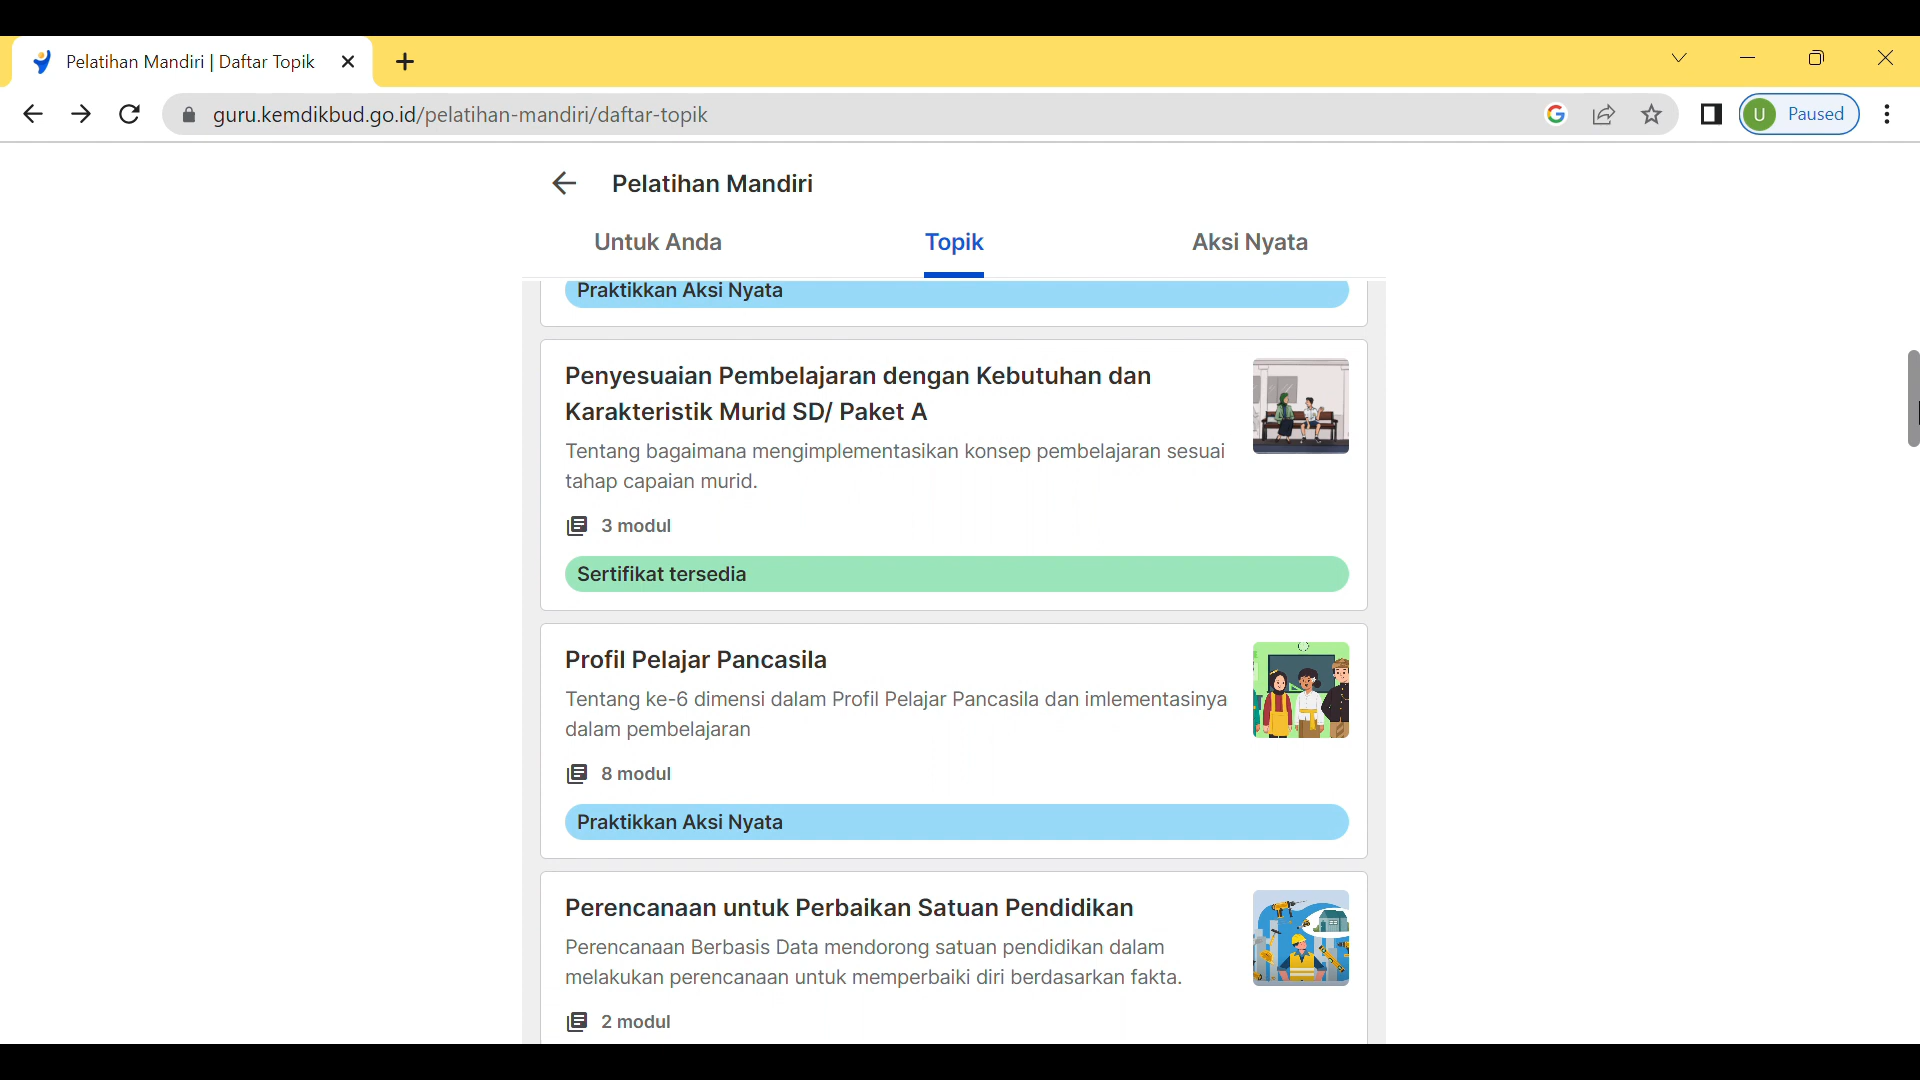 Pelatihan Mandiri | Daftar Topik
guru.kemdikbud.go.id/pelatihan-mandiri/daftar-topik
U Paused
Pelatihan Mandiri
Untuk Anda Topik Aksi Nyata
Praktikkan Aksi Nyata
Penyesuaian Pembelajaran dengan Kebutuhan dan
Karakteristik Murid SD/ Paket A
Tentang bagaimana mengimplementasikan konsep pembelajaran sesuai
tahap capaian murid.
3 modul
Sertifikat tersedia
Profil Pelajar Pancasila
Tentang ke-6 dimensi dalam Profil Pelajar Pancasila dan imlementasinya
dalam pembelajaran
8 modul
Praktikkan Aksi Nyata
Perencanaan untuk Perbaikan Satuan Pendidikan
Perencanaan Berbasis Data mendorong satuan pendidikan dalam
melakukan perencanaan untuk memperbaiki diri berdasarkan fakta.
2 modul